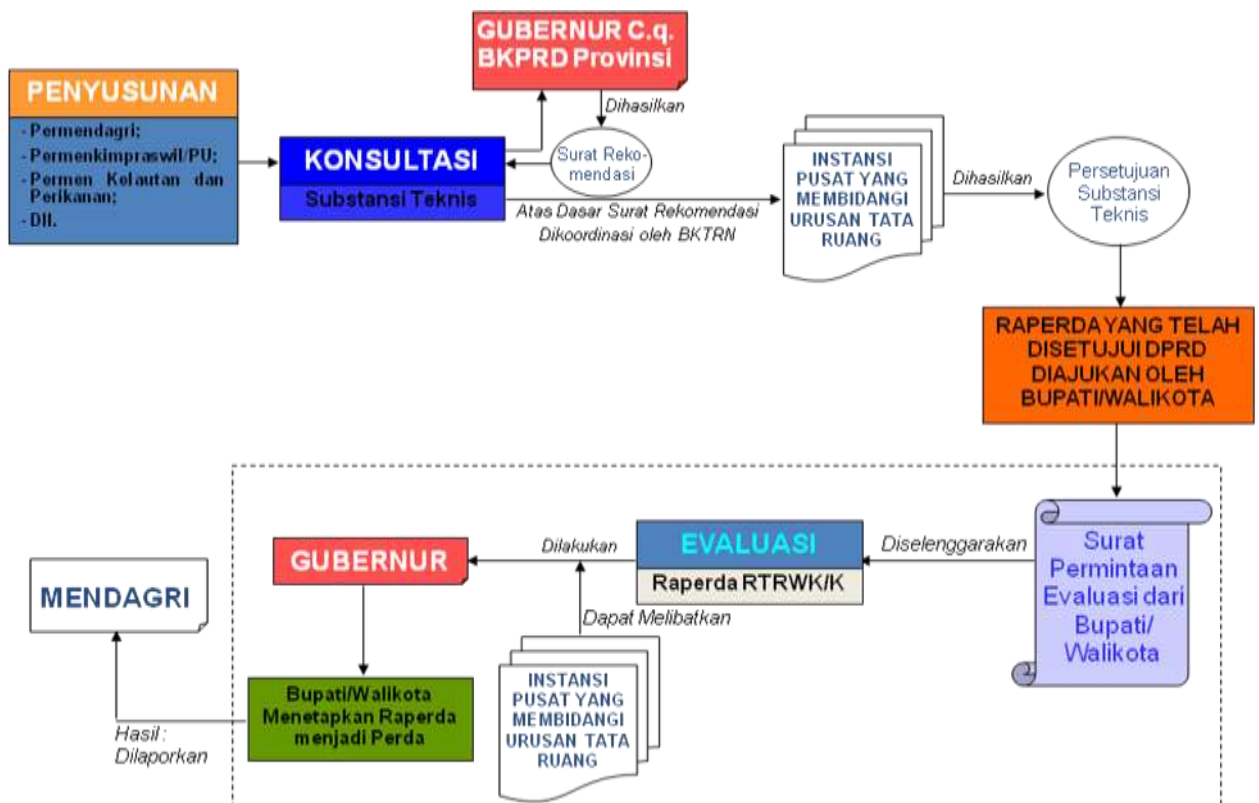 GUBERNUR C.q.
BKPRD Provinsi
PENYUSUNAN
- Permendagri;
- Permenkimpraswil/PU;
- Permen Kelautan dan
Perikanan;
- Dll.
KONSULTASI
Substansi Teknis
Dihasilkan
Surat Reko-
mendasi
Atas Dasar Surat Rekomendasi
Dikoordinasi oleh BKTRN
INSTANSI
PUSAT YANG
MEMBIDANGI
URUSAN TATA
RUANG
Dihasilkan
Persetujuan
Substansi
Teknis
RAPERDA YANG TELAH
DISETUJUI DPRD
DIAJUKAN OLEH
BUPATI/WALIKOTA
Surat
Permintaan
Evaluasi dari
Bupati/
Walikota
Diselenggarakan
EVALUASI
Raperda RTRWK/K
Dilakukan
Dapat Melibatkan
INSTANSI
PUSAT YANG
MEMBIDANGI
URUSAN TATA
RUANG
GUBERNUR
Bupati/Walikota
Menetapkan Raperda
menjadi Perda
Hasil :
Dilaporkan
MENDAGRI